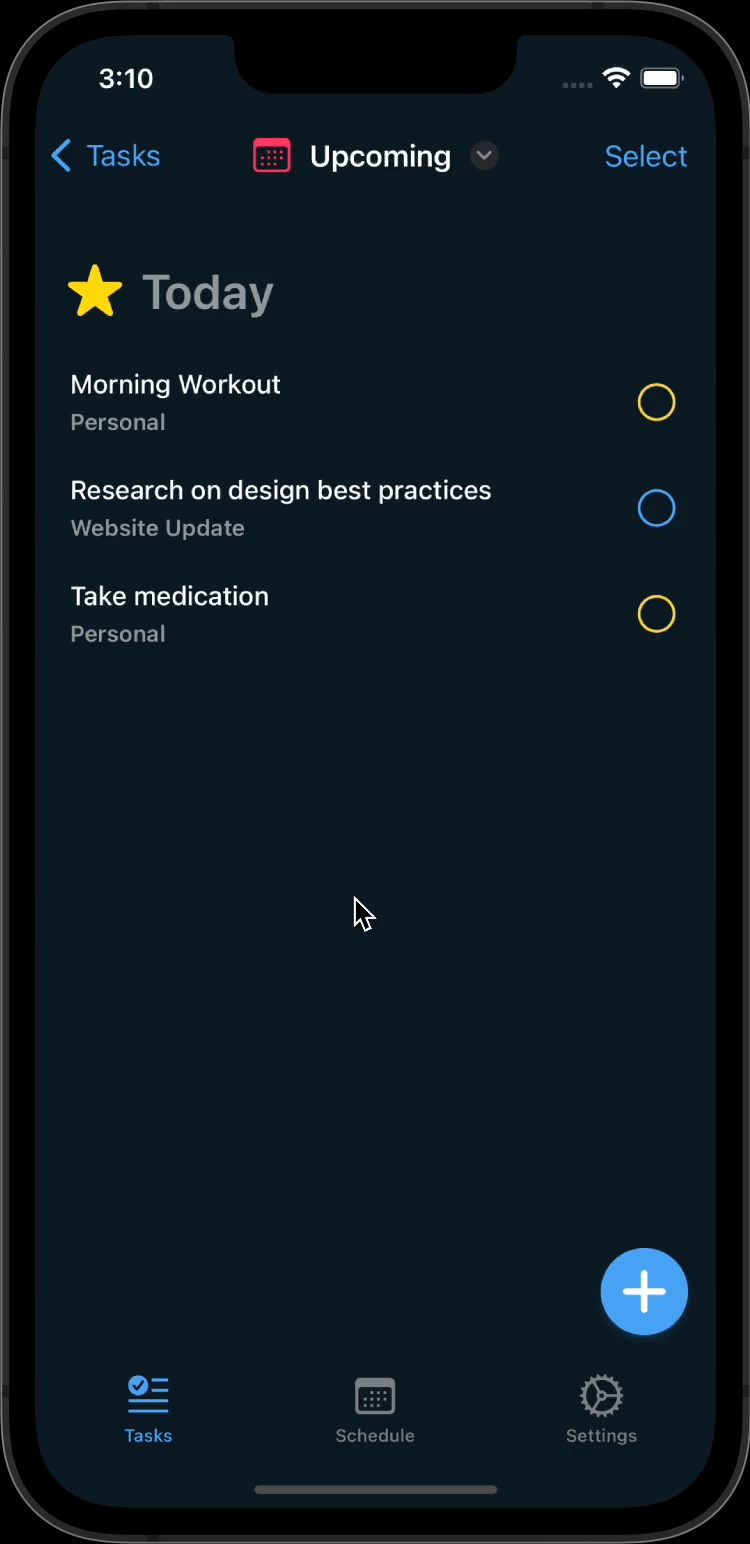 3:10
Tasks
Upcoming
Select
Today
Morning Workout
Personal
Research on design best practices
Website Update
Take medication
Personal
Tasks
Schedule
Settings